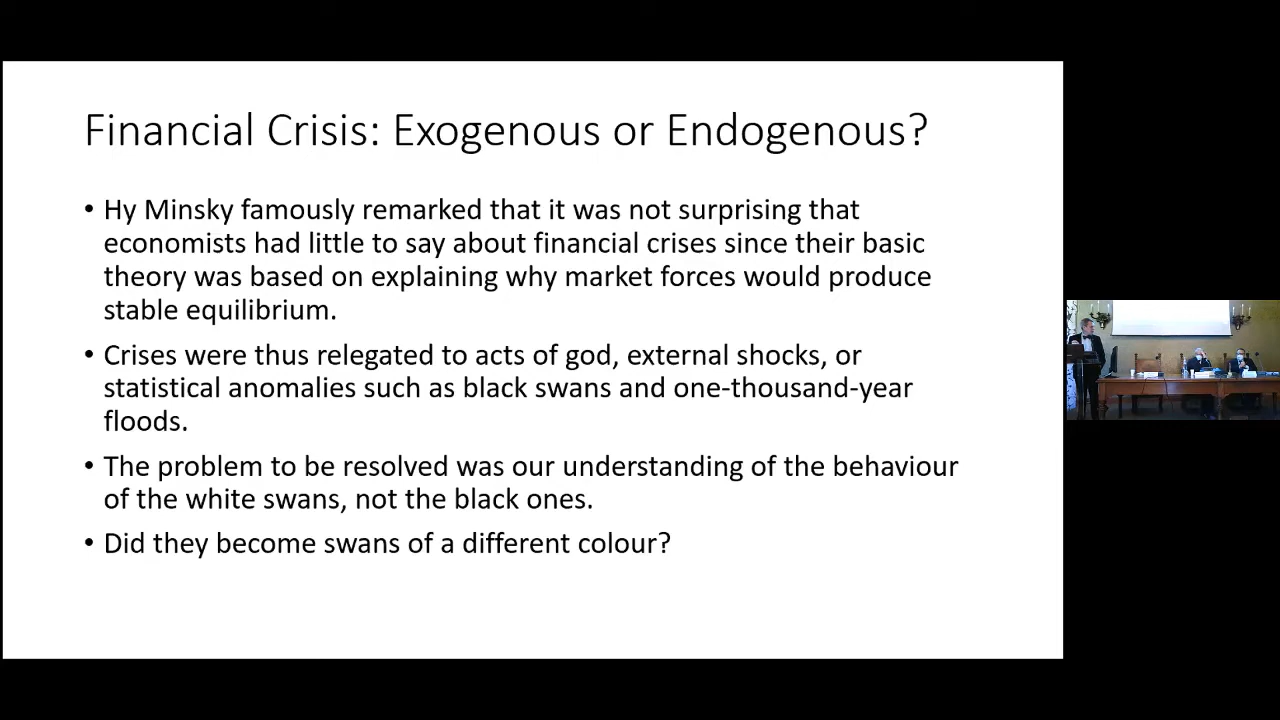 Financial Crisis: Exogenous or Endogenous?
• Hy Minsky famously remarked that it was not surprising that
economists had little to say about financial crises since their basic
theory was based on explaining why market forces would produce
stable equilibrium.
• Crises were thus relegated to acts of god, external shocks, or
statistical anomalies such as black swans and one-thousand-year
floods.
• The problem to be resolved was our understanding of the behaviour
of the white swans, not the black ones.
• Did they become swans of a different colour?